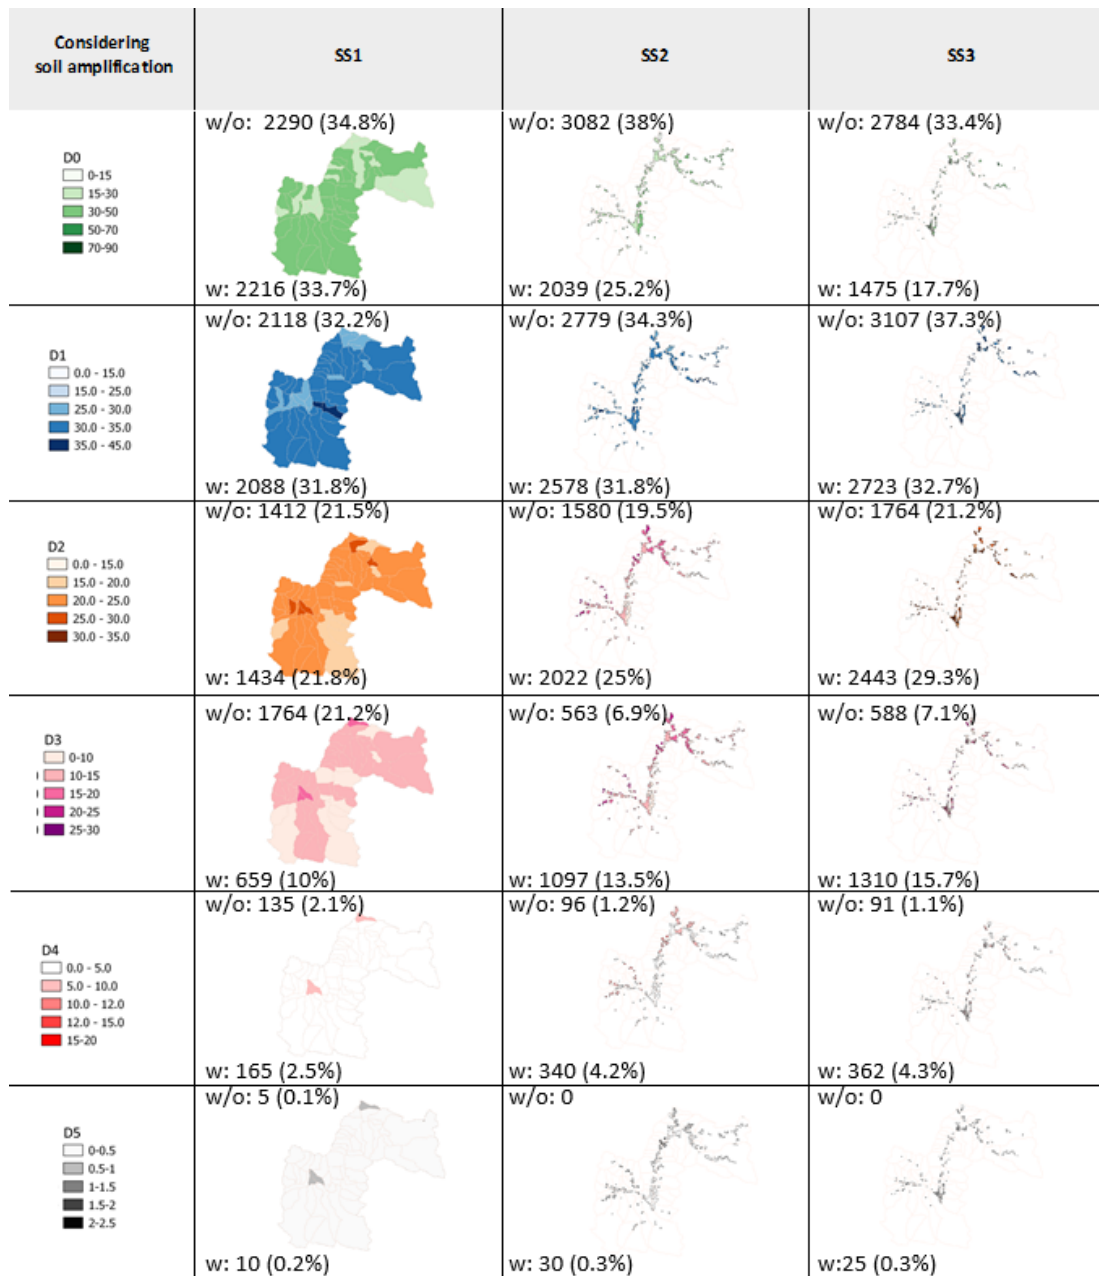 Considering
soil amplification
SS1
SS2
SS3
D0
0-15
15-30
30-50
50-70
70-90
w/o: 2290 (34.8%)
w: 2216 (33.7%)
w/o: 3082 (38%)
w: 2039 (25.2%)
w/o: 2784 (33.4%)
w: 1475 (17.7%)
D1
0.0 - 15.0
15.0 - 25.0
25.0 - 30.0
30.0 - 35.0
35.0 - 45.0
w/o: 2118 (32.2%)
w: 2088 (31.8%)
w/o: 2779 (34.3%)
w: 2578 (31.8%)
w/o: 3107 (37.3%)
w: 2723 (32.7%)
D2
0.0 - 15.0
15.0 - 20.0
20.0 - 25.0
25.0 - 30.0
30.0 - 35.0
w/o: 1412 (21.5%)
w: 1434 (21.8%)
w/o: 1580 (19.5%)
w: 2022 (25%)
w/o: 1764 (21.2%)
w: 2443 (29.3%)
D3
0-10
10-15
15-20
20-25
25-30
w/o: 1764 (21.2%)
w: 659 (10%)
w/o: 563 (6.9%)
w: 1097 (13.5%)
w/o: 588 (7.1%)
w: 1310 (15.7%)
D4
0.0 - 5.0
5.0 - 10.0
10.0 - 12.0
12.0 - 15.0
15-20
w/o: 135 (2.1%)
w: 165 (2.5%)
w/o: 96 (1.2%)
w: 340 (4.2%)
w/o: 91 (1.1%)
w: 362 (4.3%)
D5
0-0.5
0.5-1
1-1.5
1.5-2
2-2.5
w/o: 5 (0.1%)
w: 10 (0.2%)
w/o: 0
w: 30 (0.3%)
w/o: 0
w:25 (0.3%)